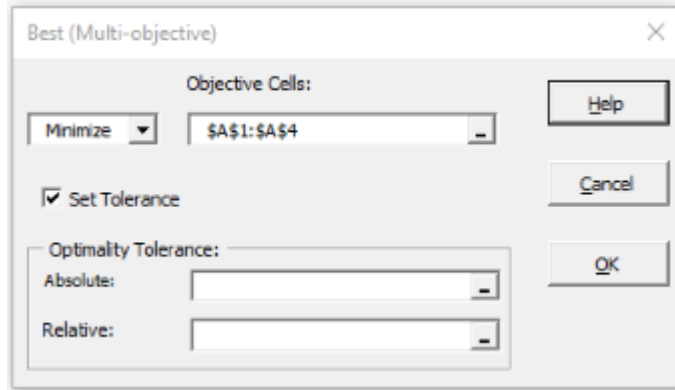 Best (Multi-objective)
Objective Cells:
Minimize
$A$1:$A$4
Help
Set Tolerance
Cancel
Optimality Tolerance:
OK
Absolute:
Relative: